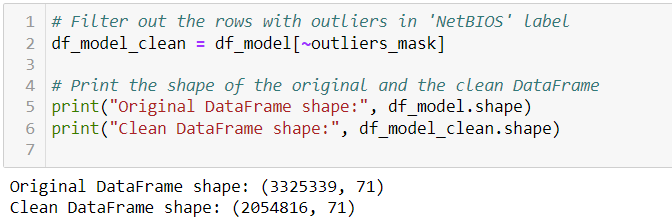 1 # Filter out the rows with outliers in 'NetBIOS' label
2 df_model_clean = df_model[~outliers_mask]
3
4 # Print the shape of the original and the clean DataFrame
5 print("Original DataFrame shape:", df_model.shape)
6 print("Clean DataFrame shape:", df_model_clean.shape)
7
Original DataFrame shape: (3325339, 71)
Clean DataFrame shape: (2054816, 71)